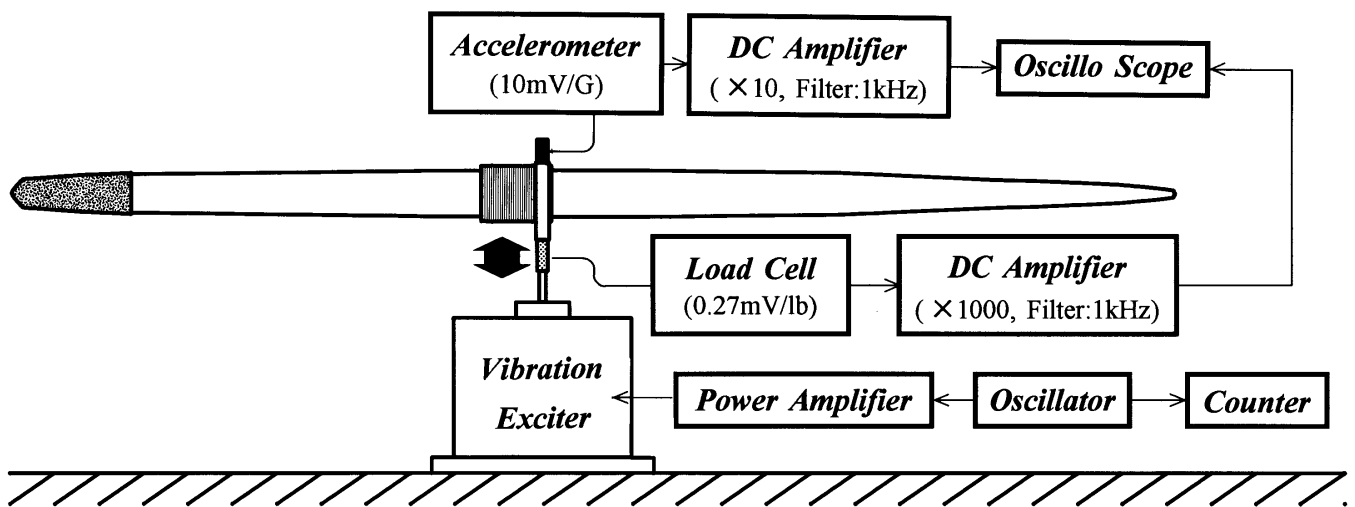 Accelerometer
(10mV/G)
DC Amplifier
( ×10, Filter:1kHz)
Oscillo Scope
Load Cell
(0.27mV/lb)
DC Amplifier
( ×1000, Filter:1kHz)
Vibration
Exciter
Power Amplifier
Oscillator
Counter